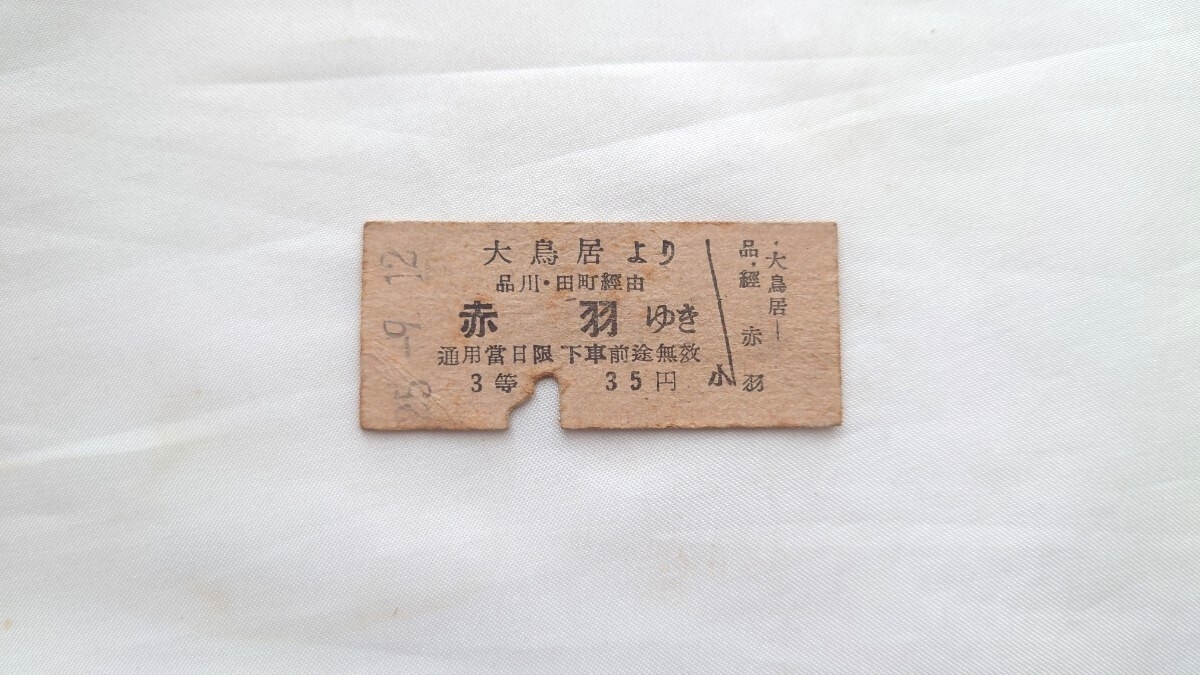 大鳥居より
品川・田町經由
赤羽ゆき
通用當日限 下車前途無效
3等 35円
小
・大鳥居―
品・經 赤羽
25 -9. 12